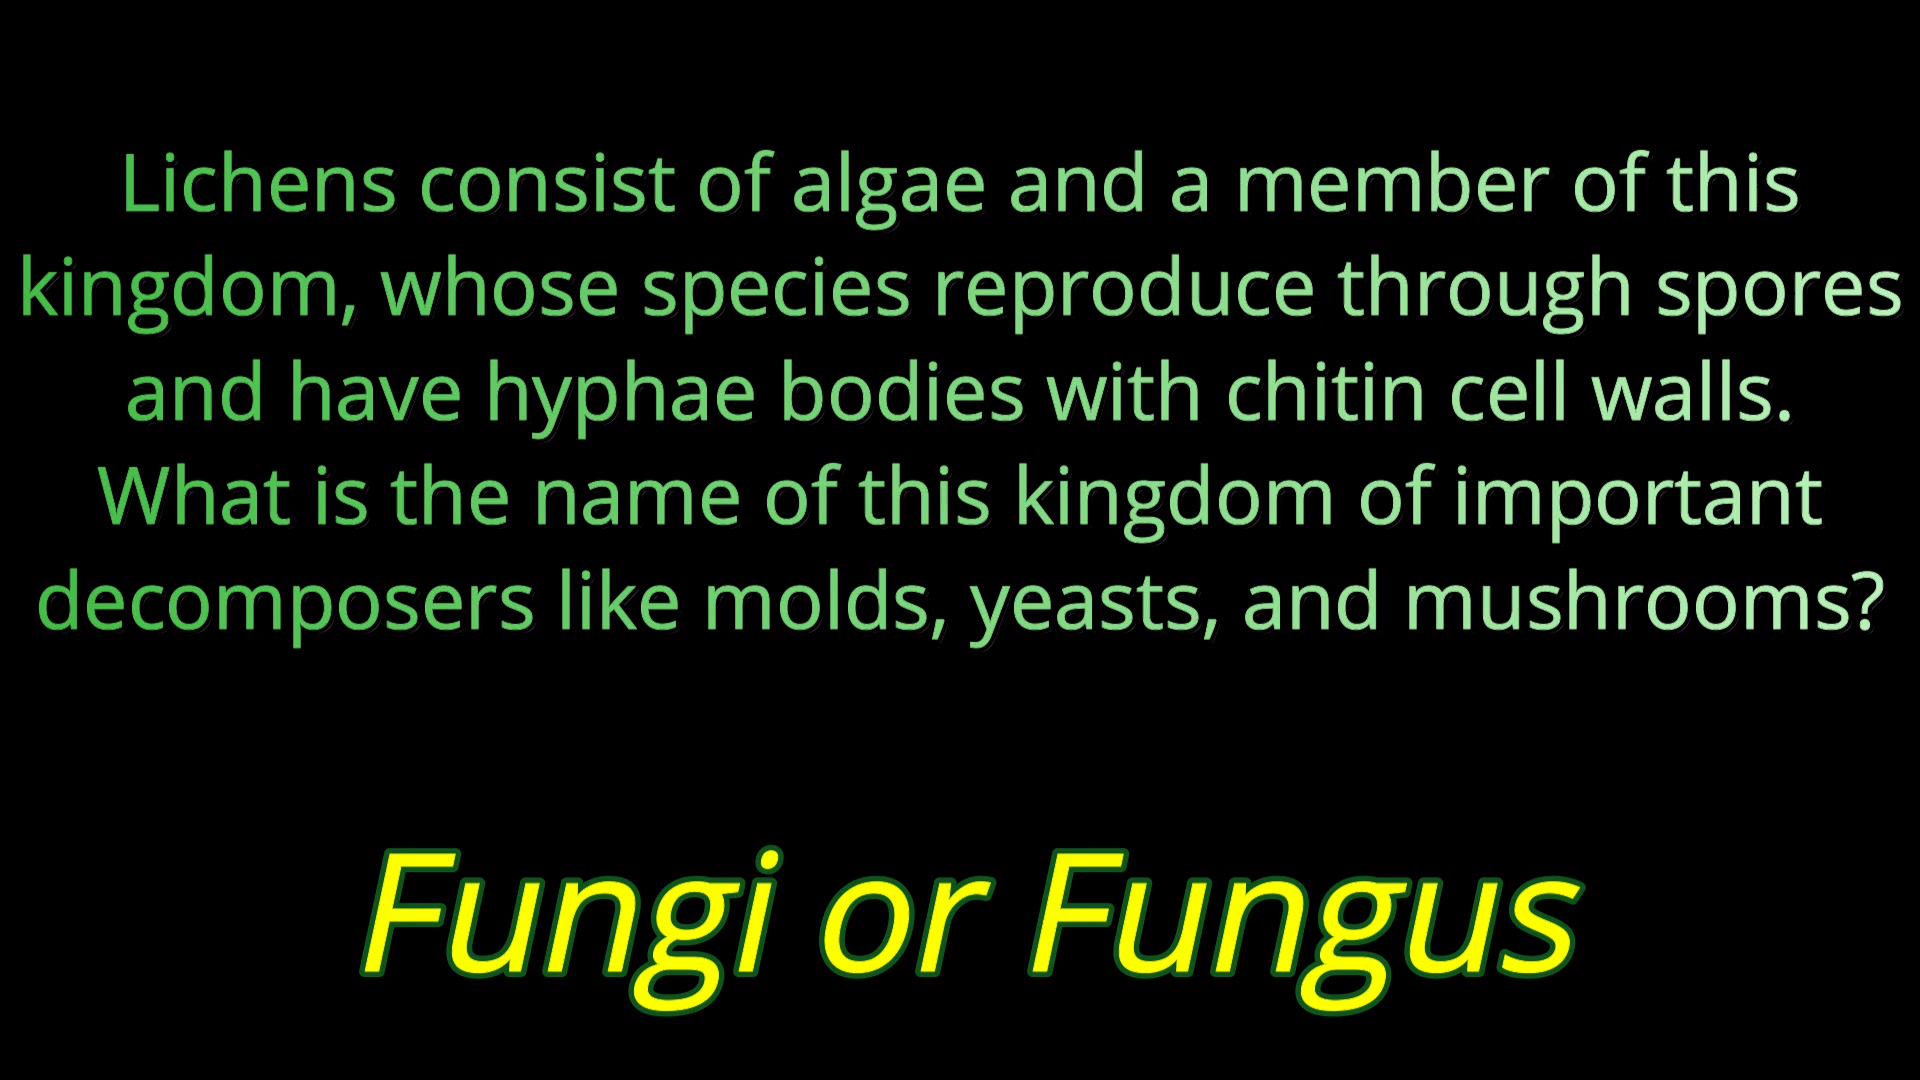 Lichens consist of algae and a member of this
kingdom, whose species reproduce through spores
and have hyphae bodies with chitin cell walls.
What is the name of this kingdom of important
decomposers like molds, yeasts, and mushrooms?
Fungi or Fungus